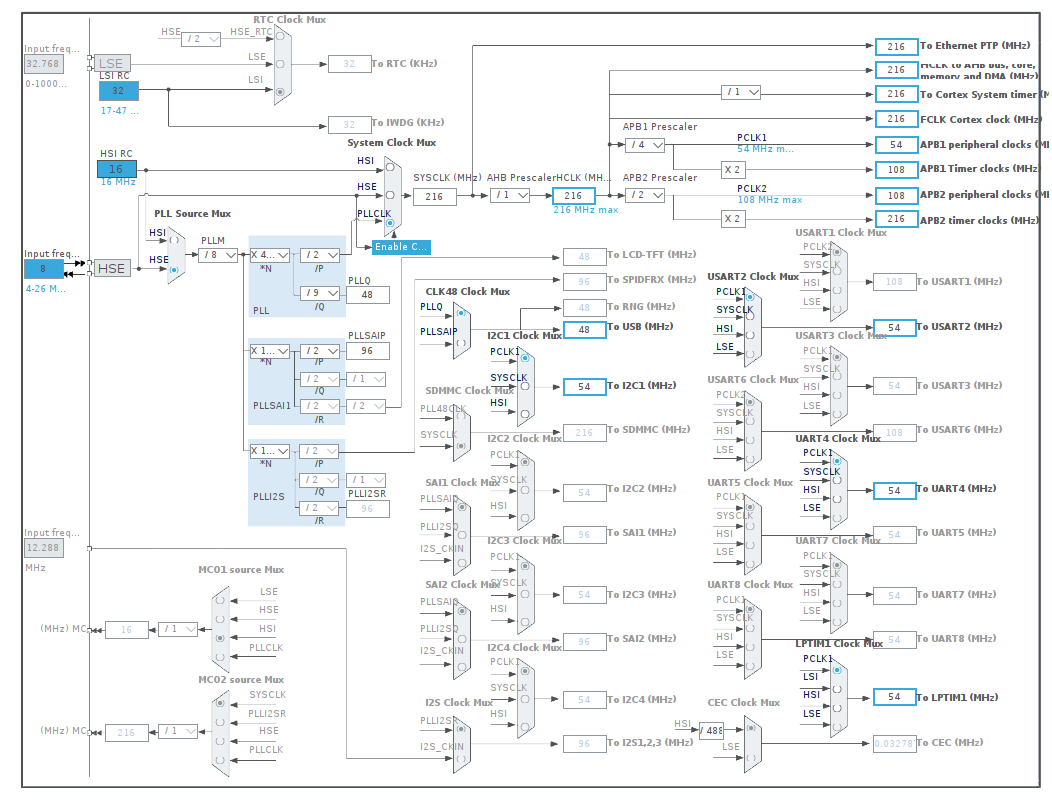 RTC Clock Mux
HSE
/ 2
HSE_RTC
LSE
LSI
32
To RTC (KHz)
Input freq...
32.768
0-1000...
LSE
LSI RC
32
17-47 ...
32
To IWDG (KHz)
216
To Ethernet PTP (MHz)
216
HCLK to AHB bus, core,
memory and DMA (MHz)
/ 1
216
To Cortex System timer (M
216
FCLK Cortex clock (MHz)
APB1 Prescaler
/ 4
PCLK1
54 MHz m...
54
APB1 peripheral clocks (M
X 2
108
APB1 Timer clocks (MHz)
APB2 Prescaler
/ 2
PCLK2
108 MHz max
108
APB2 peripheral clocks (M
X 2
216
APB2 timer clocks (MHz)
System Clock Mux
HSI
HSE
PLLCLK
SYSCLK (MHz)
216
AHB Prescaler
/ 1
HCLK (MH...
216
216 MHz max
Enable C...
HSI RC
16
16 MHz
PLL Source Mux
HSI
HSE
Input freq...
8
4-26 M...
HSE
PLLM
/ 8
X 4...
*N
/ 2
/P
/ 9
/Q
PLL
PLLQ
48
X 1...
*N
/ 2
/P
/ 2
/Q
/ 2
/R
PLLSAI1
PLLSAIP
96
/ 1
/ 2
X 1...
*N
/ 2
/P
/ 2
/Q
/ 2
/R
PLLI2S
/ 1
PLLI2SR
96
Input freq...
12.288
MHz
48
To LCD-TFT (MHz)
96
To SPIDFRX (MHz)
CLK48 Clock Mux
PLLQ
PLLSAIP
48
To RNG (MHz)
48
To USB (MHz)
I2C1 Clock Mux
PCLK1
SYSCLK
HSI
54
To I2C1 (MHz)
SDMMC Clock Mux
PLL48CLK
SYSCLK
216
To SDMMC (MHz)
I2C2 Clock Mux
PCLK1
SYSCLK
HSI
54
To I2C2 (MHz)
SAI1 Clock Mux
PLLSAIQ
PLLI2SQ
I2S_CKIN
96
To SAI1 (MHz)
I2C3 Clock Mux
PCLK1
SYSCLK
HSI
54
To I2C3 (MHz)
SAI2 Clock Mux
PLLSAIQ
PLLI2SQ
I2S_CKIN
96
To SAI2 (MHz)
I2C4 Clock Mux
PCLK1
SYSCLK
HSI
54
To I2C4 (MHz)
I2S Clock Mux
PLLI2SR
I2S_CKIN
96
To I2S1,2,3 (MHz)
USART1 Clock Mux
PCLK2
SYSCLK
HSI
LSE
108
To USART1 (MHz)
USART2 Clock Mux
PCLK1
SYSCLK
HSI
LSE
54
To USART2 (MHz)
USART3 Clock Mux
PCLK1
SYSCLK
HSI
LSE
54
To USART3 (MHz)
USART6 Clock Mux
PCLK2
SYSCLK
HSI
LSE
108
To USART6 (MHz)
UART4 Clock Mux
PCLK1
SYSCLK
HSI
LSE
54
To UART4 (MHz)
UART5 Clock Mux
PCLK1
SYSCLK
HSI
LSE
54
To UART5 (MHz)
UART7 Clock Mux
PCLK1
SYSCLK
HSI
LSE
54
To UART7 (MHz)
UART8 Clock Mux
PCLK1
SYSCLK
HSI
LSE
54
To UART8 (MHz)
LPTIM1 Clock Mux
PCLK1
LSI
HSI
LSE
54
To LPTIM1 (MHz)
CEC Clock Mux
HSI
/ 488
LSE
0.03278
To CEC (MHz)
MCO1 source Mux
LSE
HSE
HSI
PLLCLK
/ 1
16
(MHz) MC
MCO2 source Mux
SYSCLK
PLLI2SR
HSE
PLLCLK
/ 1
216
(MHz) MC